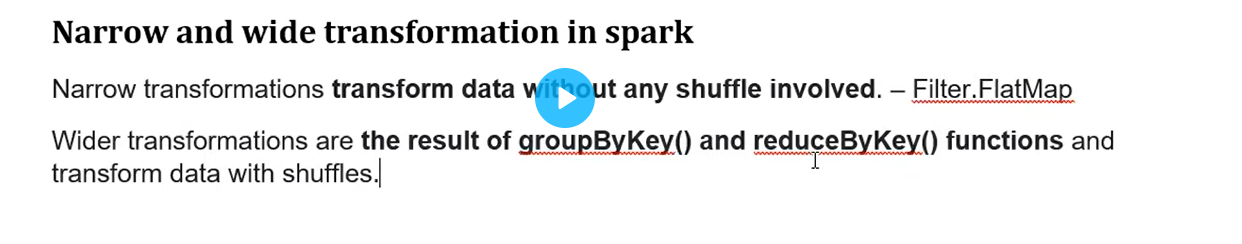 Narrow and wide transformation in spark
Narrow transformations transform data without any shuffle involved. – Filter.FlatMap
Wider transformations are the result of groupByKey() and reduceByKey() functions and
transform data with shuffles.